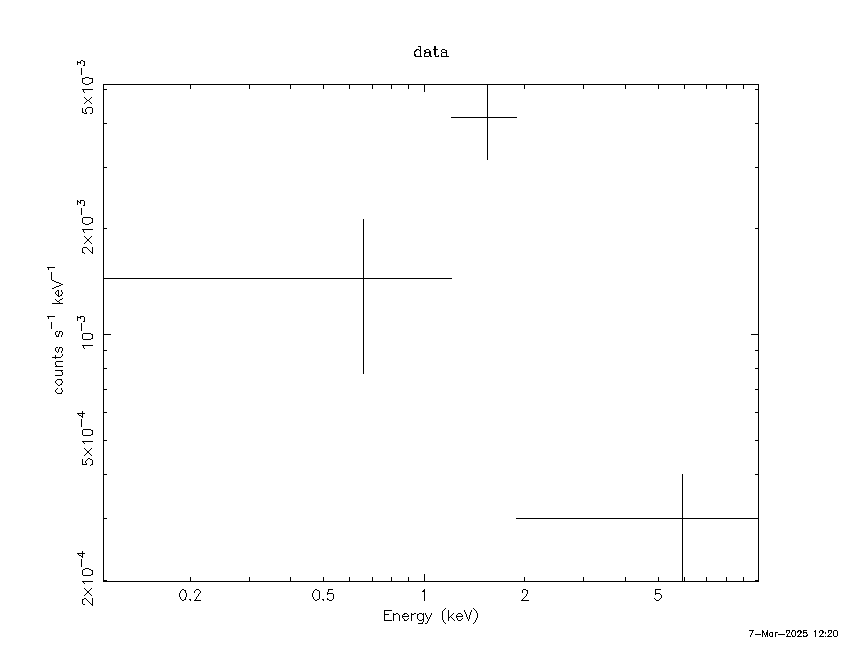 data
5×10⁻³
2×10⁻³
10⁻³
5×10⁻⁴
2×10⁻⁴
counts s⁻¹ keV⁻¹
0.2 0.5 1 2 5
Energy (keV)
7-Mar-2025 12:20